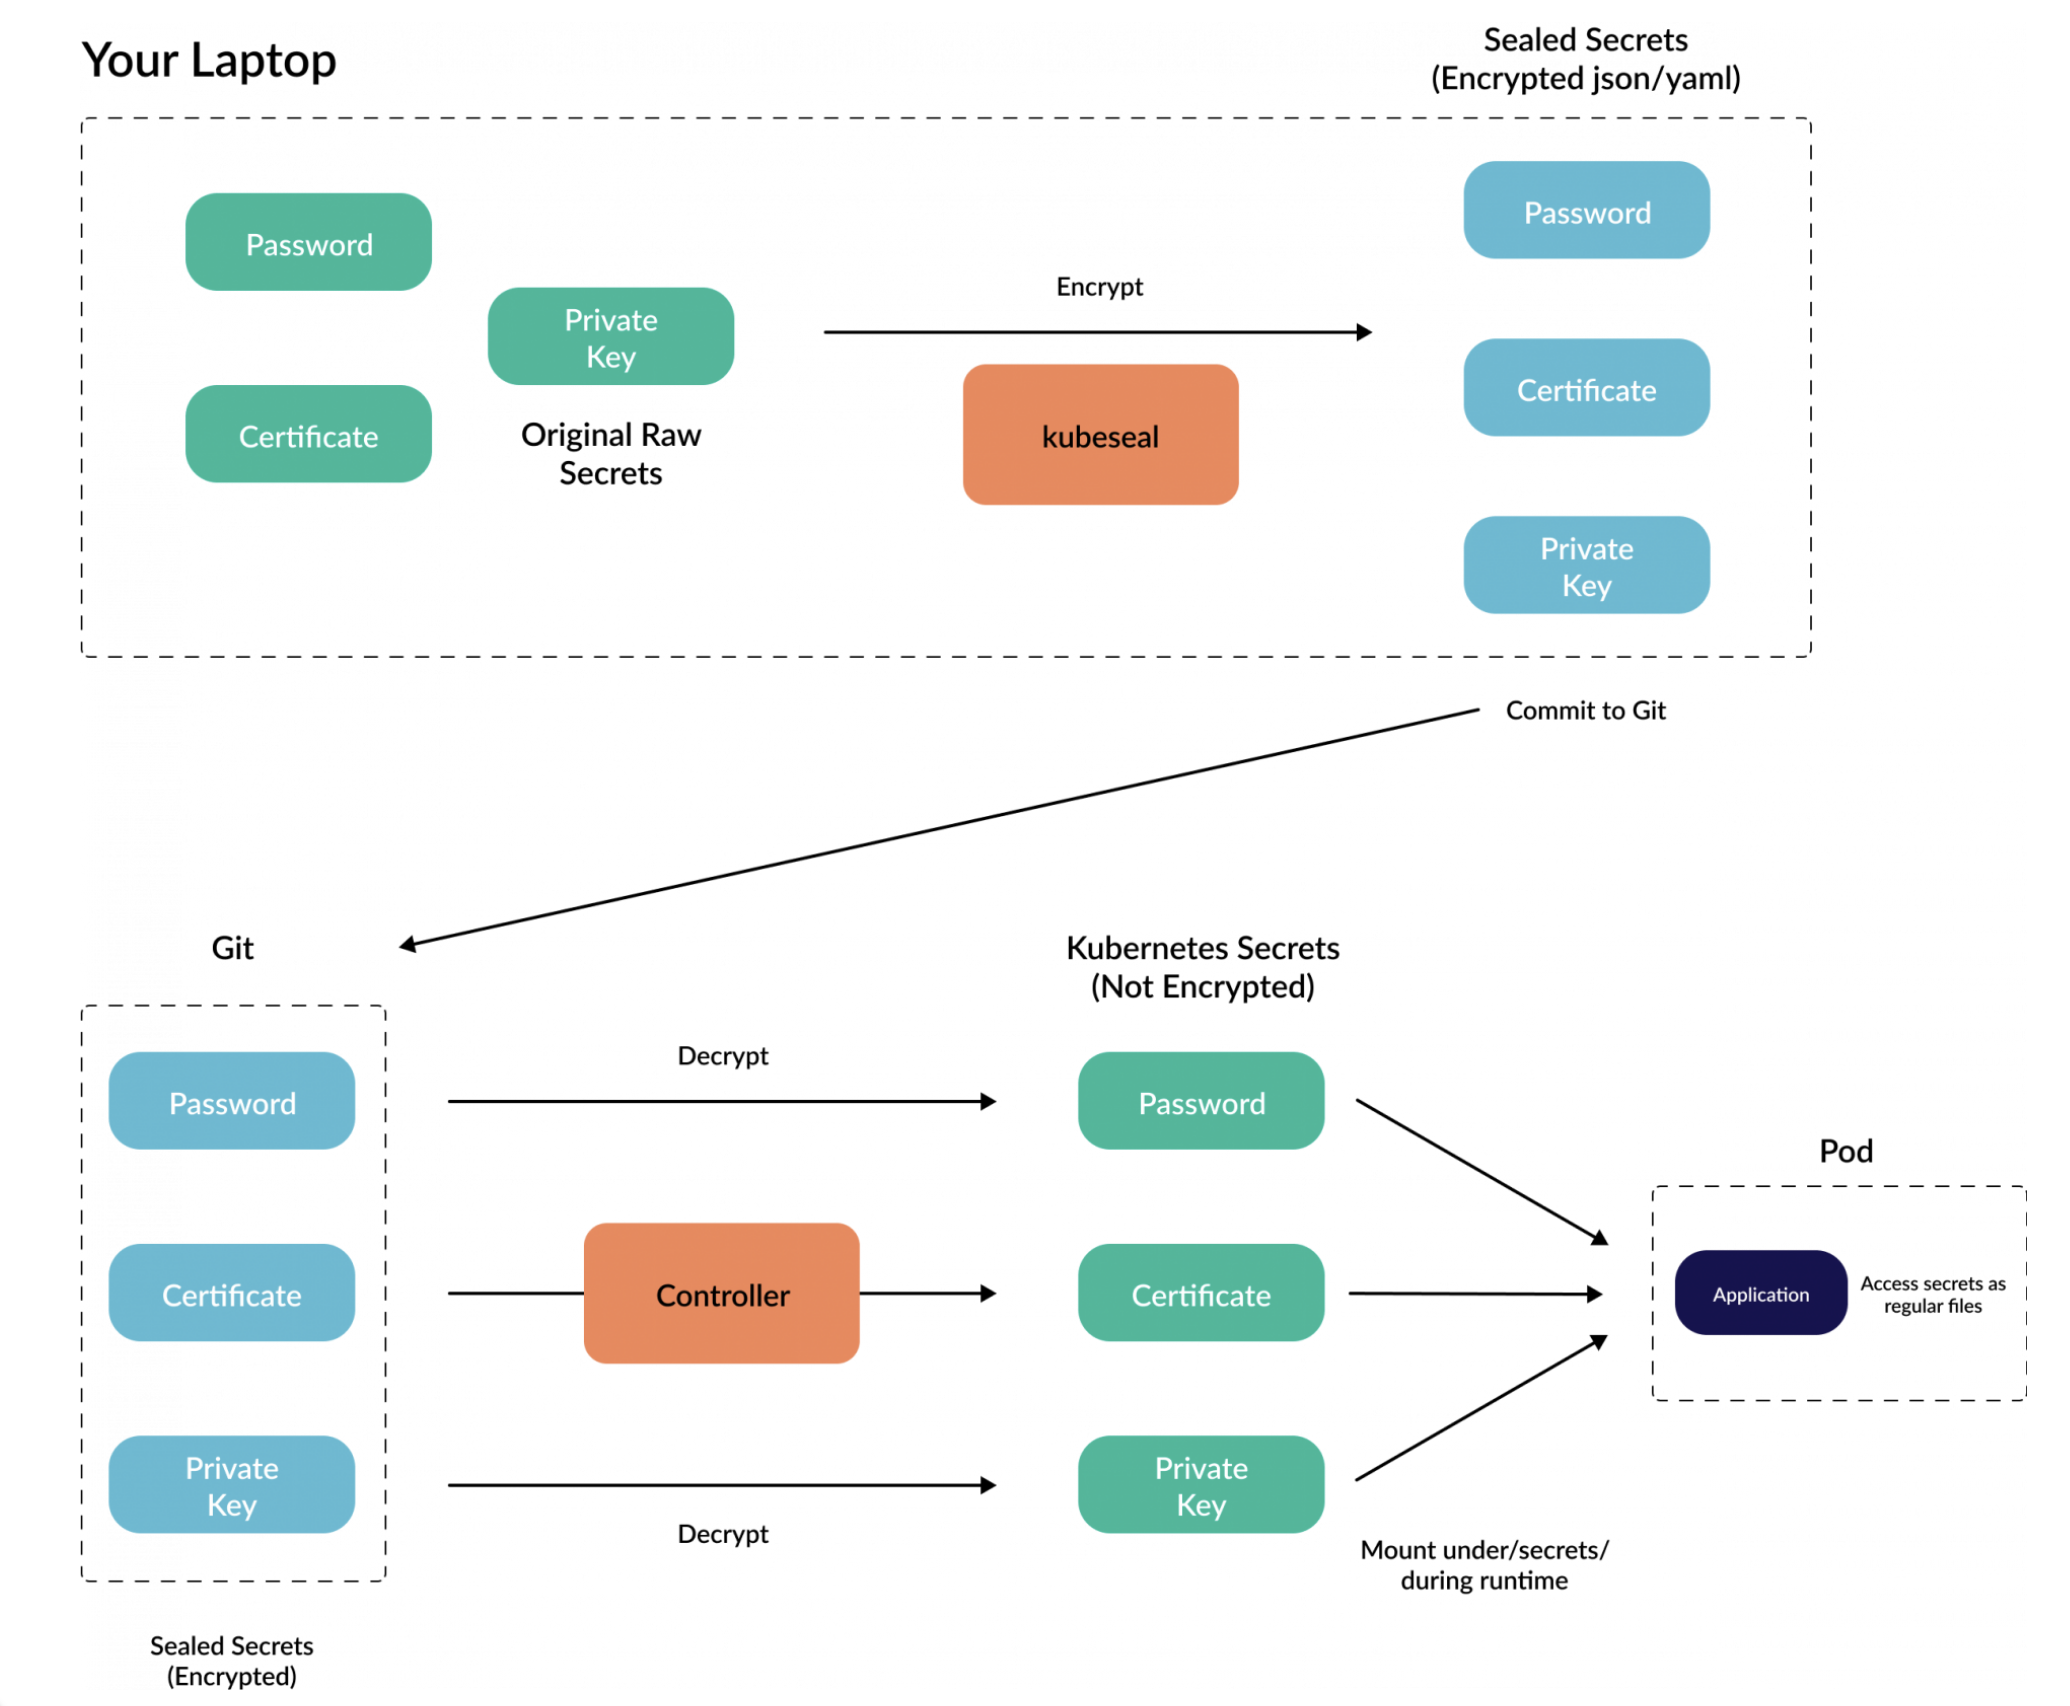 Your Laptop
Sealed Secrets
(Encrypted json/yaml)
Password
Private
Key
Certificate
Original Raw
Secrets
Encrypt
kubeseal
Password
Certificate
Private
Key
Commit to Git
Git
Kubernetes Secrets
(Not Encrypted)
Password
Decrypt
Password
Certificate
Controller
Certificate
Private
Key
Decrypt
Private
Key
Pod
Application
Access secrets as
regular files
Mount under/secrets/
during runtime
Sealed Secrets
(Encrypted)